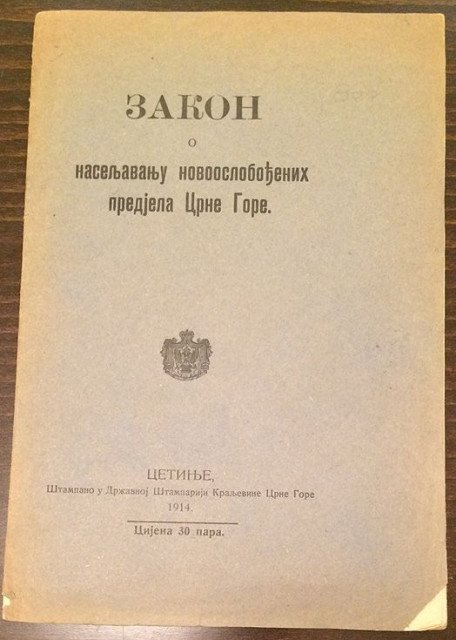 ЗАКОН
о
насељавању новоослобођених
предјела Црне Горе.
ЦЕТИЊЕ,
Штампано у Државној Штампарији Краљевине Црне Горе
1914.
Цијена 30 пара.